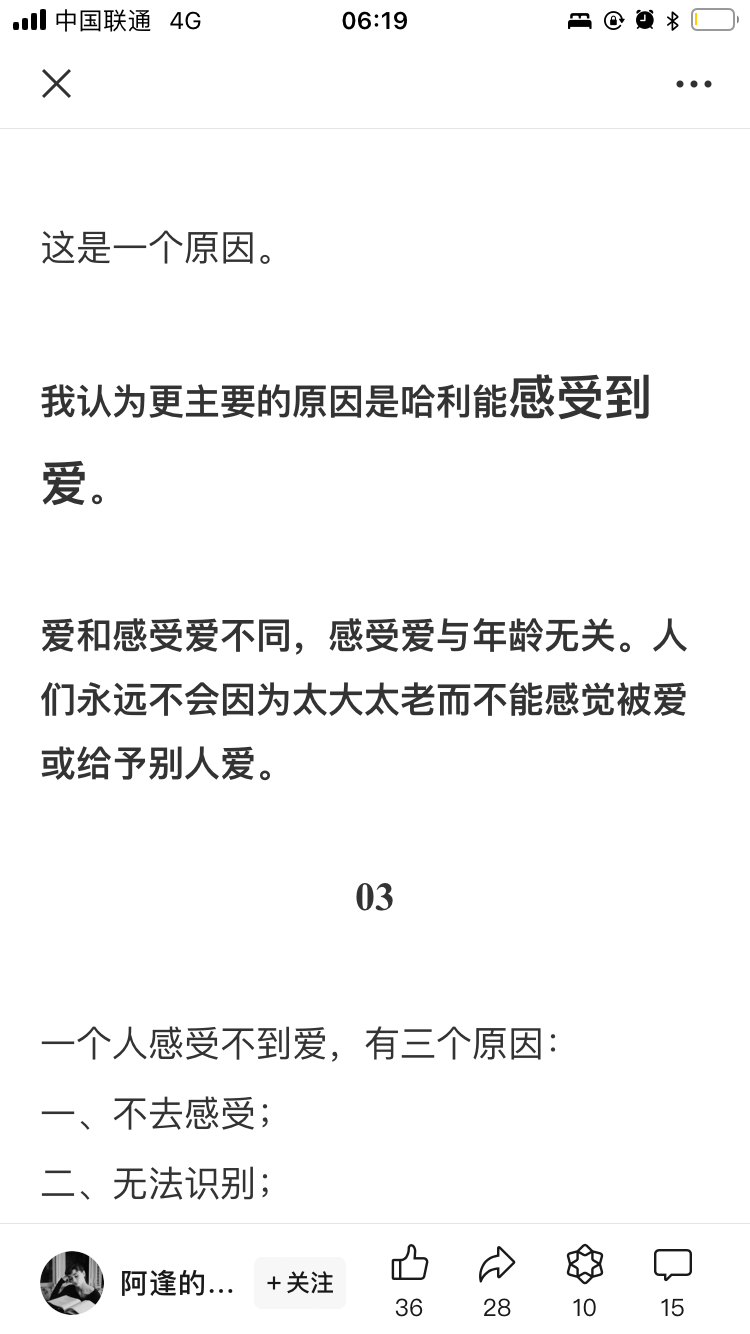 中国联通 4G 06:19
这是一个原因。
我认为更主要的原因是哈利能感受到
爱。
爱和感受爱不同，感受爱与年龄无关。人
们永远不会因为太大太老而不能感觉被爱
或给予别人爱。
03
一个人感受不到爱，有三个原因：
一、不去感受；
二、无法识别；
阿逢的... +关注
36 28 10 15